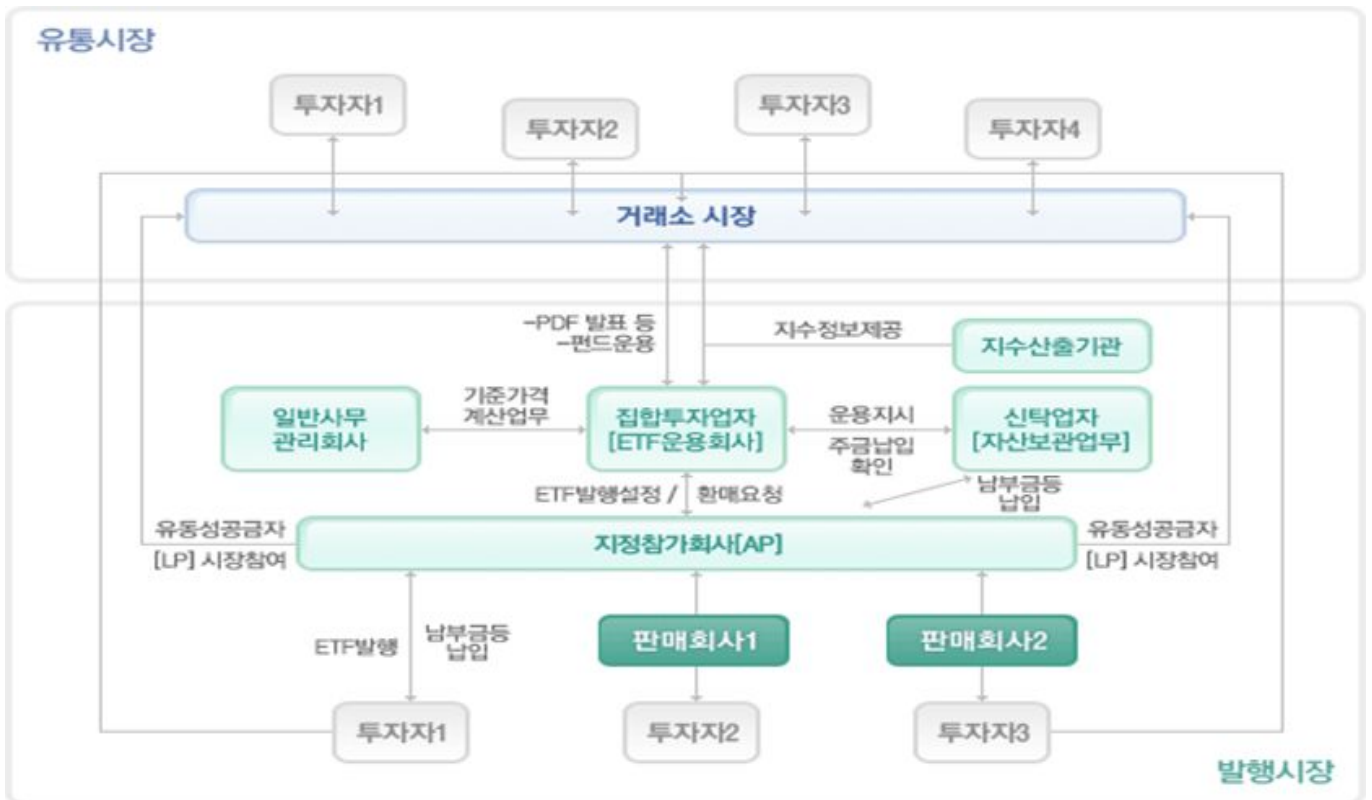 유통시장
투자자1
투자자2
투자자3
투자자4
거래소 시장
-PDF 발표 등
-펀드운용
지수정보제공
지수산출기관
일반사무
관리회사
기준가격
계산업무
집합투자업자
[ETF운용회사]
운용지시
주금납입
확인
신탁업자
[자산보관업무]
ETF발행설정 / 환매요청
남부금등
납입
유동성공금자
[LP] 시장참여
지정참가회사[AP]
유동성공금자
[LP] 시장참여
ETF발행
남부금등
납입
판매회사1
판매회사2
투자자1
투자자2
투자자3
발행시장